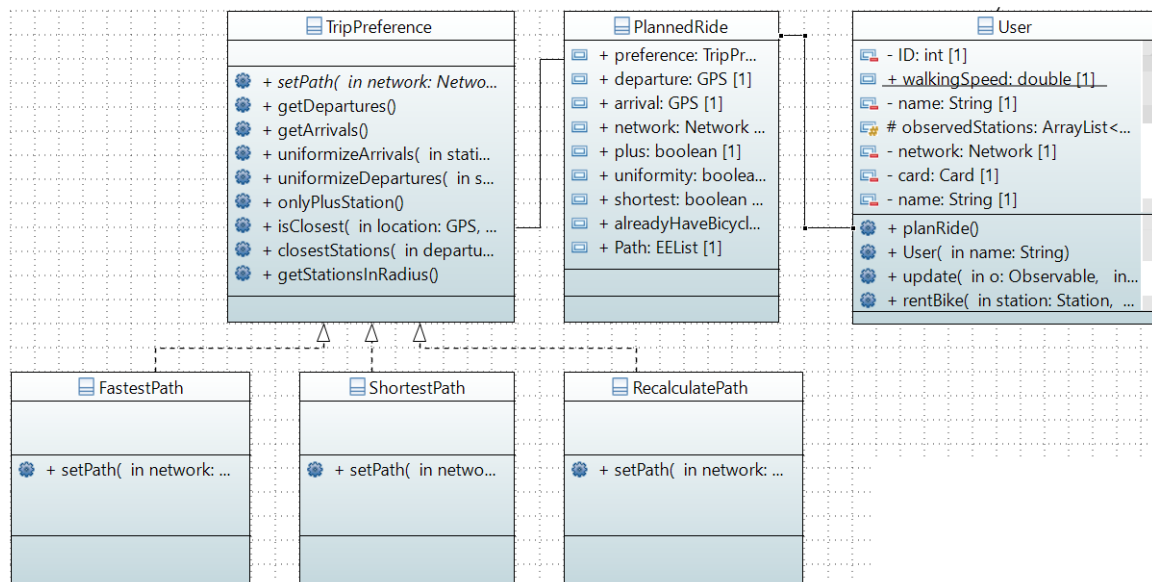 TripPreference
+ setPath( in network: Netwo...
+ getDepartures()
+ getArrivals()
+ uniformizeArrivals( in stati...
+ uniformizeDepartures( in s...
+ onlyPlusStation()
+ isClosest( in location: GPS, ...
+ closestStations( in departu...
+ getStationsInRadius()
PlannedRide
+ preference: TripPr...
+ departure: GPS [1]
+ arrival: GPS [1]
+ network: Network ...
+ plus: boolean [1]
+ uniformity: boolea...
+ shortest: boolean ...
+ alreadyHaveBicycl...
+ Path: EEList [1]
User
- ID: int [1]
+ walkingSpeed: double [1]
- name: String [1]
# observedStations: ArrayList<...
- network: Network [1]
- card: Card [1]
- name: String [1]
+ planRide()
+ User( in name: String)
+ update( in o: Observable, in...
+ rentBike( in station: Station, ...
FastestPath
+ setPath( in network: ...
ShortestPath
+ setPath( in netwo...
RecalculatePath
+ setPath( in network: ...